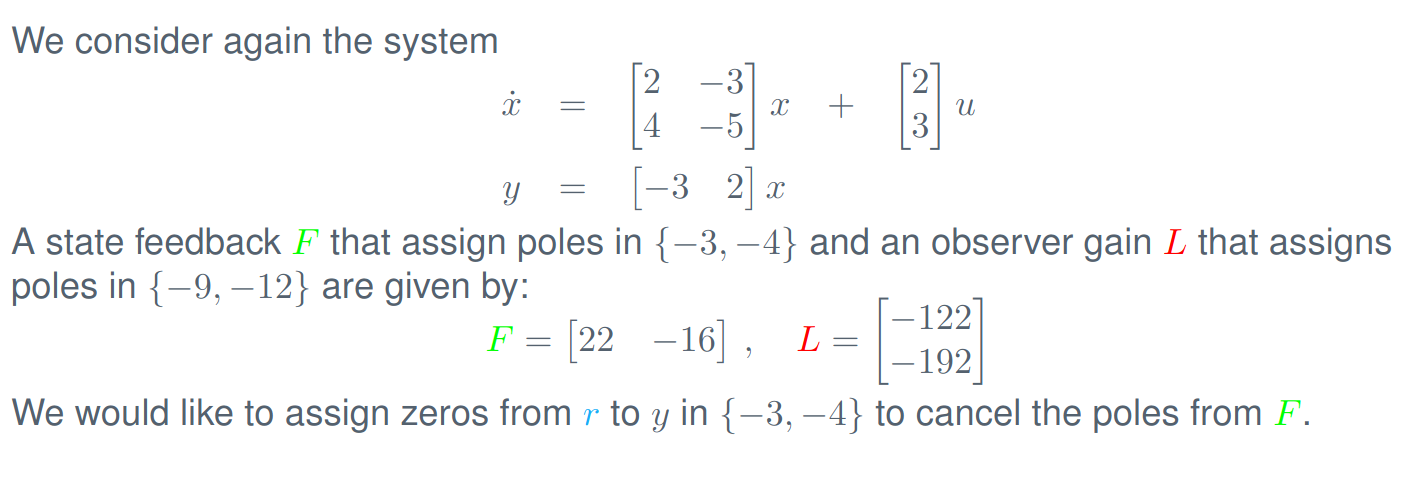 We consider again the system
ẋ = [2 −3; 4 −5] x + [2; 3] u
y = [−3 2] x
A state feedback F that assign poles in {−3, −4} and an observer gain L that assigns
poles in {−9, −12} are given by:
F = [22 −16] , L = [−122; −192]
We would like to assign zeros from r to y in {−3, −4} to cancel the poles from F.